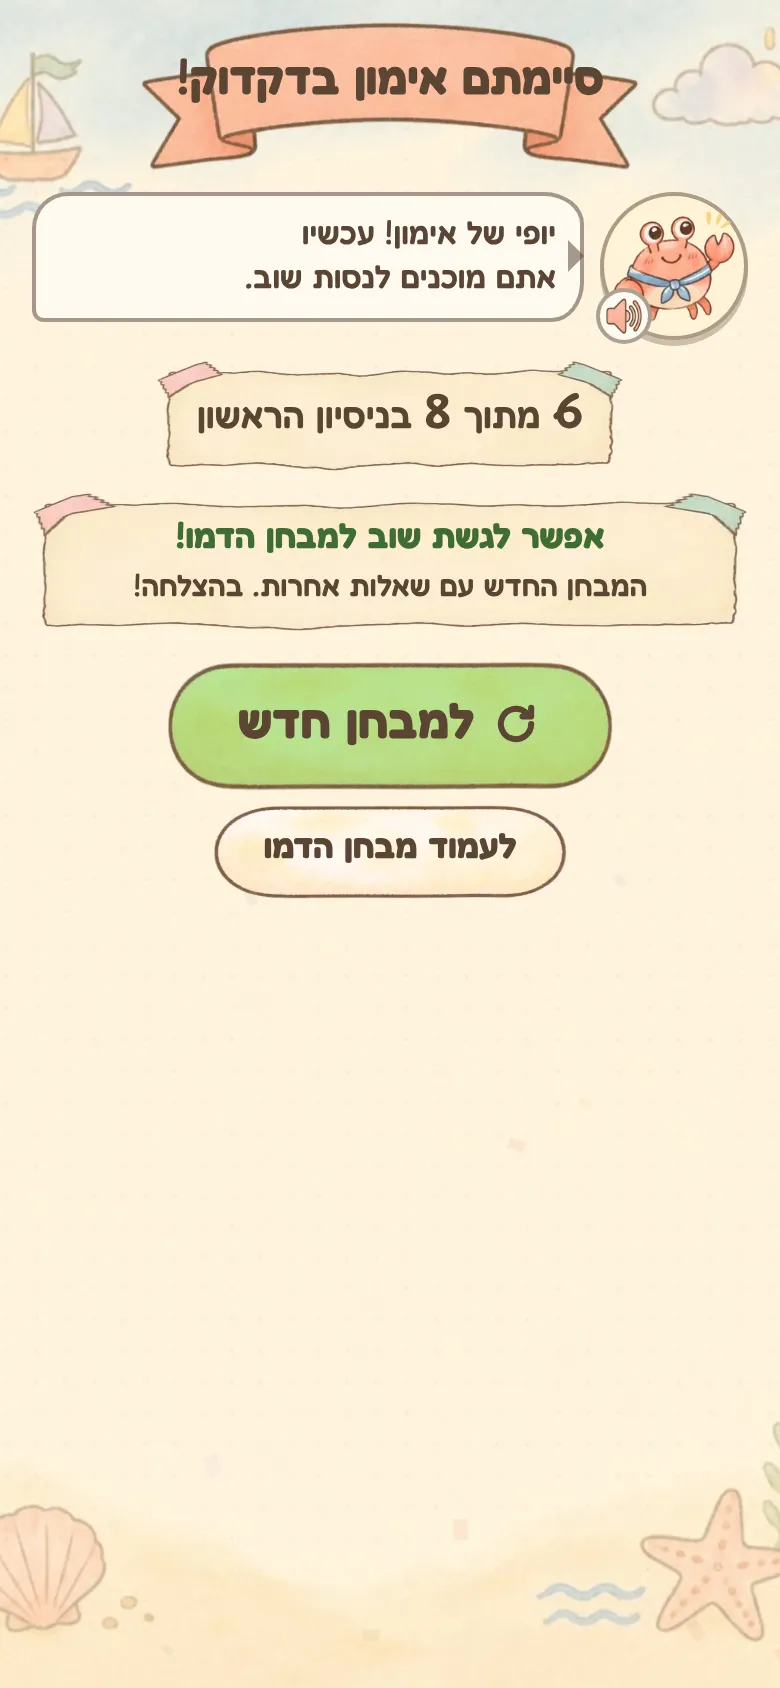 סיימתם אימון בדקדוק!
יופי של אימון! עכשיו
אתם מוכנים לנסות שוב.
6 מתוך 8 בניסיון הראשון
אפשר לגשת שוב למבחן הדמו!
המבחן החדש עם שאלות אחרות. בהצלחה!
למבחן חדש
לעמוד מבחן הדמו